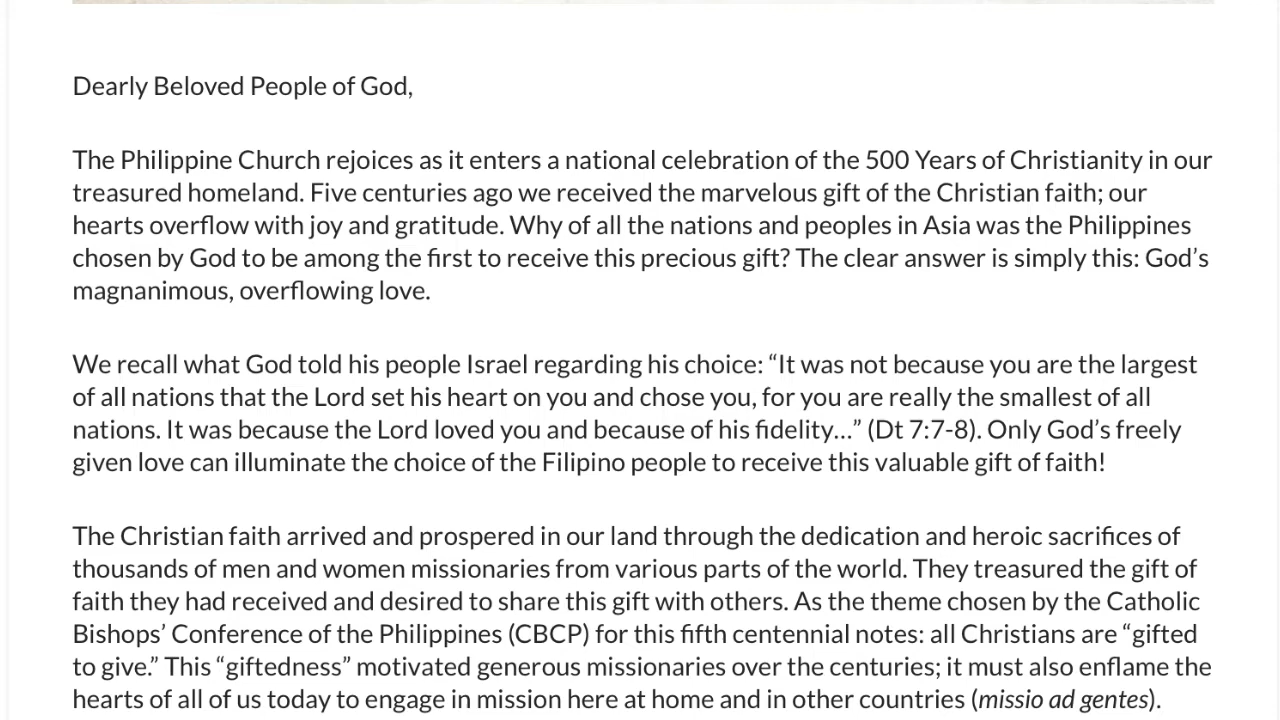 Dearly Beloved People of God,
The Philippine Church rejoices as it enters a national celebration of the 500 Years of Christianity in our
treasured homeland. Five centuries ago we received the marvelous gift of the Christian faith; our
hearts overflow with joy and gratitude. Why of all the nations and peoples in Asia was the Philippines
chosen by God to be among the first to receive this precious gift? The clear answer is simply this: God’s
magnanimous, overflowing love.
We recall what God told his people Israel regarding his choice: “It was not because you are the largest
of all nations that the Lord set his heart on you and chose you, for you are really the smallest of all
nations. It was because the Lord loved you and because of his fidelity…” (Dt 7:7-8). Only God’s freely
given love can illuminate the choice of the Filipino people to receive this valuable gift of faith!
The Christian faith arrived and prospered in our land through the dedication and heroic sacrifices of
thousands of men and women missionaries from various parts of the world. They treasured the gift of
faith they had received and desired to share this gift with others. As the theme chosen by the Catholic
Bishops’ Conference of the Philippines (CBCP) for this fifth centennial notes: all Christians are “gifted
to give.” This “giftedness” motivated generous missionaries over the centuries; it must also enflame the
hearts of all of us today to engage in mission here at home and in other countries (missio ad gentes).